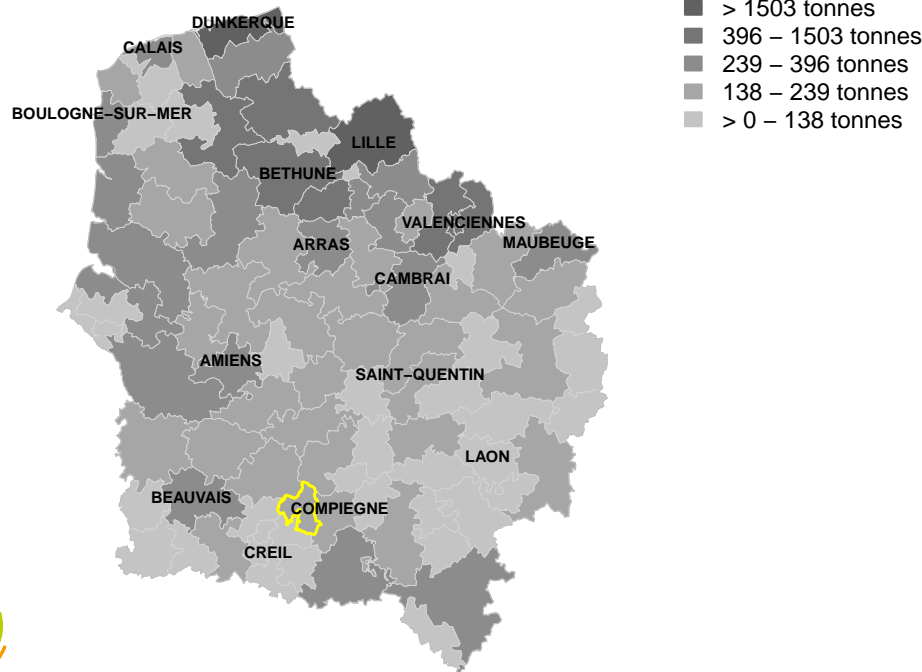 > 1503 tonnes
396 − 1503 tonnes
239 − 396 tonnes
138 − 239 tonnes
> 0 − 138 tonnes
DUNKERQUE
CALAIS
BOULOGNE−SUR−MER
LILLE
BETHUNE
VALENCIENNES
ARRAS
MAUBEUGE
CAMBRAI
AMIENS
SAINT−QUENTIN
LAON
BEAUVAIS
COMPIEGNE
CREIL